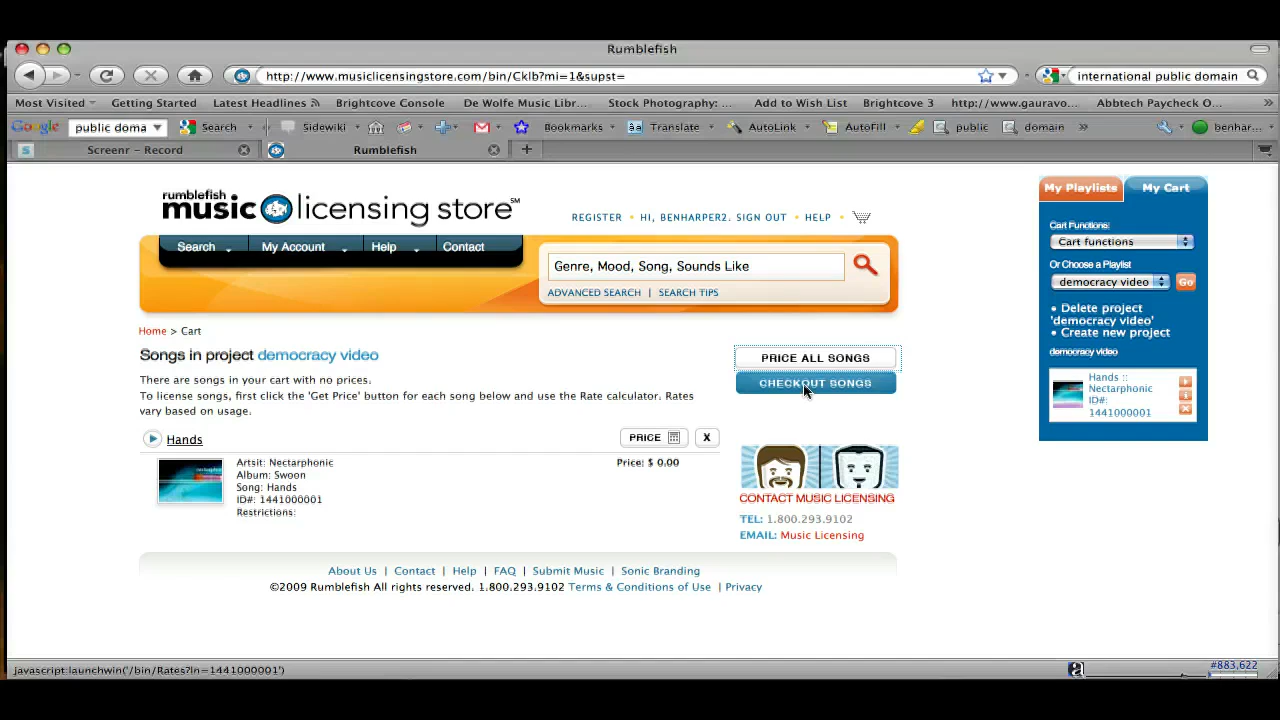 Rumblefish
http://www.musiclicensingstore.com/bin/Cklb?mi=1&supst=
international public domain
Most Visited
Getting Started
Latest Headlines
Brightcove Console
De Wolfe Music Libr...
Stock Photography:...
Add to Wish List
Brightcove 3
http://www.gauravo...
Abbtech Paycheck O...
Google
public doma
Search
Sidewiki
Bookmarks
Translate
AutoLink
AutoFill
public
domain
benhar...
Screenr - Record
Rumblefish
rumblefish
music licensing store℠
REGISTER • HI, BENHARPER2. SIGN OUT • HELP
Search
My Account
Help
Contact
Genre, Mood, Song, Sounds Like
ADVANCED SEARCH | SEARCH TIPS
My Playlists
My Cart
Cart Functions:
Cart functions
Or Choose a Playlist
democracy video
Go
• Delete project
'democracy video'
• Create new project
democracy video
Hands ::
Nectarphonic
ID#:
1441000001
Home > Cart
Songs in project democracy video
There are songs in your cart with no prices.
To license songs, first click the 'Get Price' button for each song below and use the Rate calculator. Rates
vary based on usage.
PRICE ALL SONGS
CHECKOUT SONGS
Hands
PRICE
X
Artsit: Nectarphonic
Album: Swoon
Song: Hands
ID#: 1441000001
Restrictions:
Price: $ 0.00
CONTACT MUSIC LICENSING
TEL: 1.800.293.9102
EMAIL: Music Licensing
About Us | Contact | Help | FAQ | Submit Music | Sonic Branding
©2009 Rumblefish All rights reserved. 1.800.293.9102 Terms & Conditions of Use | Privacy
javascript:launchwin('/bin/Rates?ln=1441000001')
#883,622